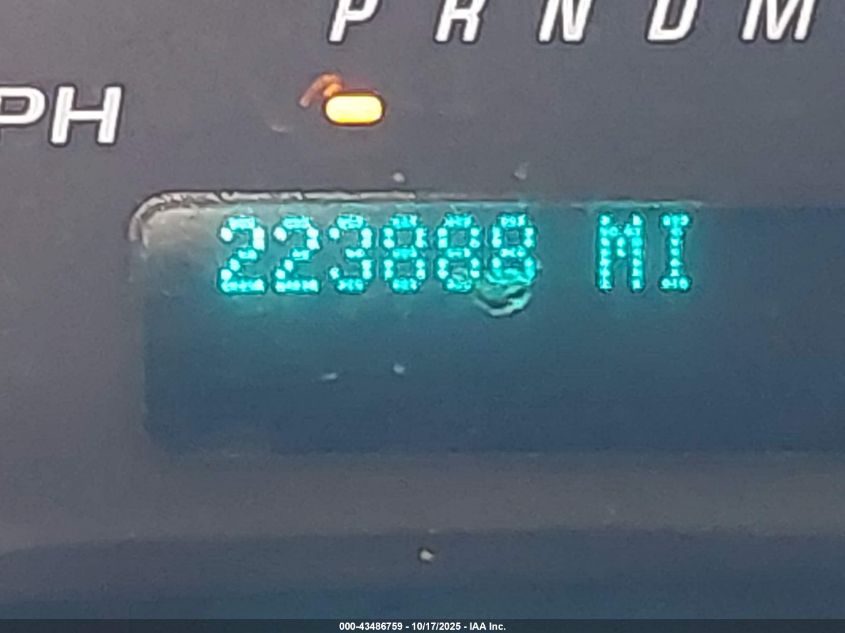 P R N D M
PH
223888 MI
000-43486759 - 10/17/2025 - IAA Inc.